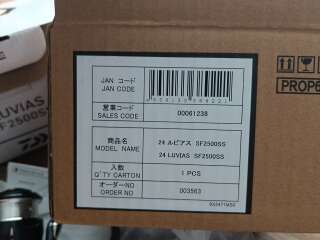 LUVIAS
SF2500SS
JAN コード
JAN CODE
営業コード
SALES CODE
00061238
商品名
MODEL NAME
24 ルビアス SF2500SS
24 LUVIAS SF2500SS
入数
Q'TY CARTON
1 PCS
オーダーNO
ORDER NO
003563